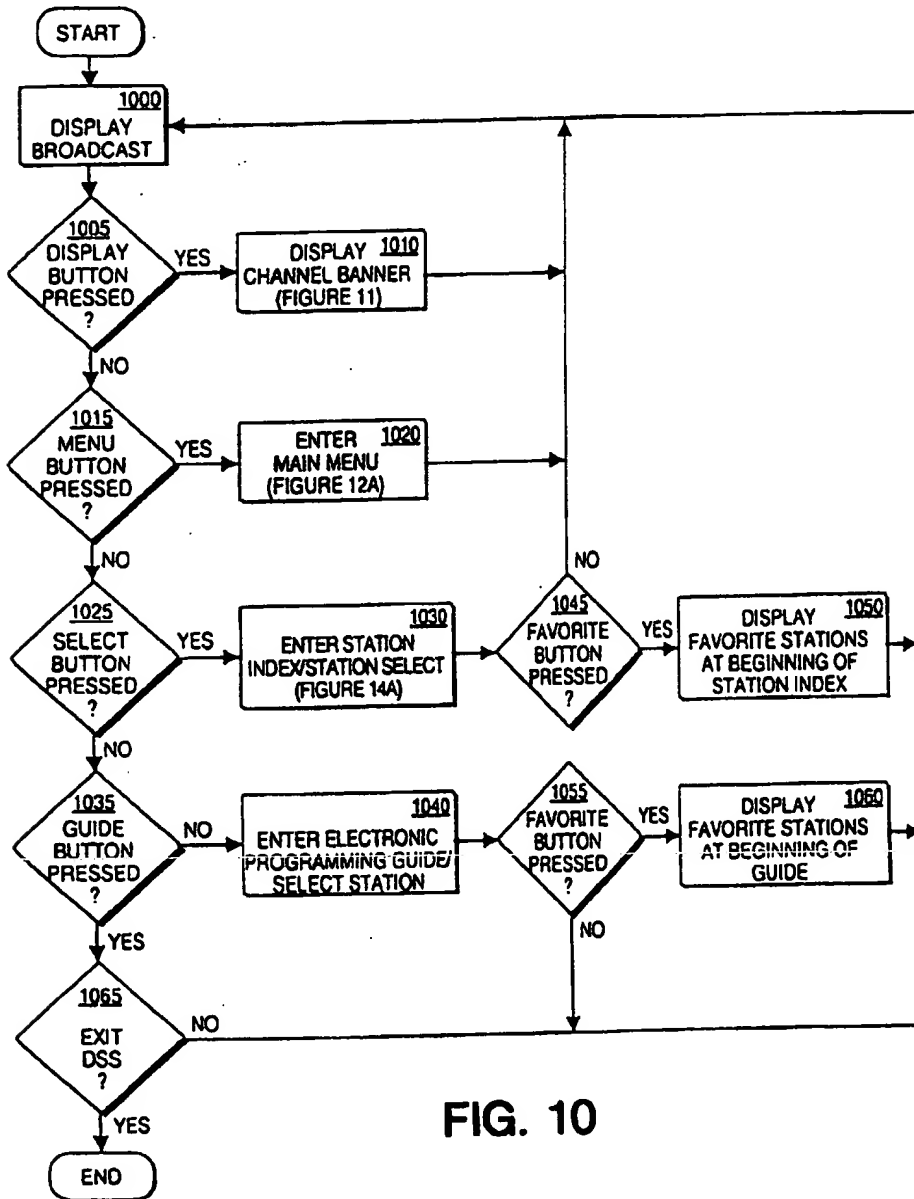 START
1000
DISPLAY
BROADCAST
1005
DISPLAY
BUTTON
PRESSED
?
YES
DISPLAY 1010
CHANNEL BANNER
(FIGURE 11)
NO
1015
MENU
BUTTON
PRESSED
?
YES
ENTER 1020
MAIN MENU
(FIGURE 12A)
NO
1025
SELECT
BUTTON
PRESSED
?
YES
1030
ENTER STATION
INDEX/STATION SELECT
(FIGURE 14A)
NO
1045
FAVORITE
BUTTON
PRESSED
?
YES
1050
DISPLAY
FAVORITE STATIONS
AT BEGINNING OF
STATION INDEX
NO
1035
GUIDE
BUTTON
PRESSED
?
NO
1040
ENTER ELECTRONIC
PROGRAMMING GUIDE/
SELECT STATION
1055
FAVORITE
BUTTON
PRESSED
?
YES
1060
DISPLAY
FAVORITE STATIONS
AT BEGINNING OF
GUIDE
NO
YES
1065
EXIT
DSS
?
NO
YES
END
FIG. 10